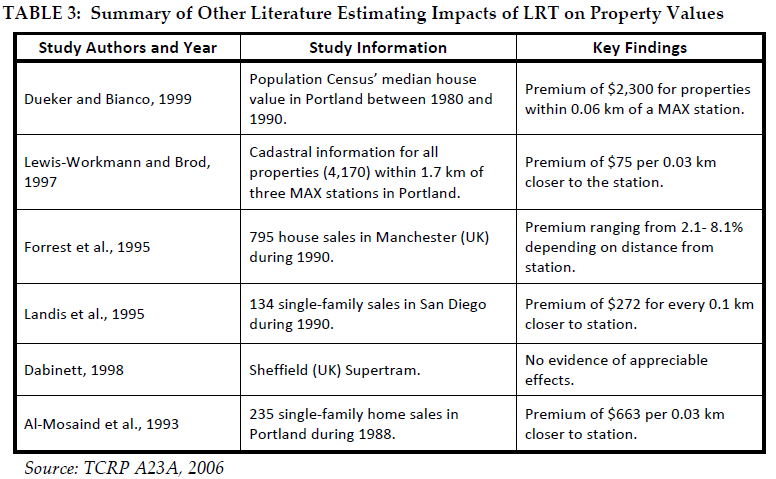 TABLE 3: Summary of Other Literature Estimating Impacts of LRT on Property Values
Study Authors and Year
Study Information
Key Findings
Dueker and Bianco, 1999
Population Census’ median house
value in Portland between 1980 and
1990.
Premium of $2,300 for properties
within 0.06 km of a MAX station.
Lewis-Workmann and Brod,
1997
Cadastral information for all
properties (4,170) within 1.7 km of
three MAX stations in Portland.
Premium of $75 per 0.03 km
closer to the station.
Forrest et al., 1995
795 house sales in Manchester (UK)
during 1990.
Premium ranging from 2.1- 8.1%
depending on distance from
station.
Landis et al., 1995
134 single-family sales in San Diego
during 1990.
Premium of $272 for every 0.1 km
closer to station.
Dabinett, 1998
Sheffield (UK) Supertram.
No evidence of appreciable
effects.
Al-Mosaind et al., 1993
235 single-family home sales in
Portland during 1988.
Premium of $663 per 0.03 km
closer to station.
Source: TCRP A23A, 2006